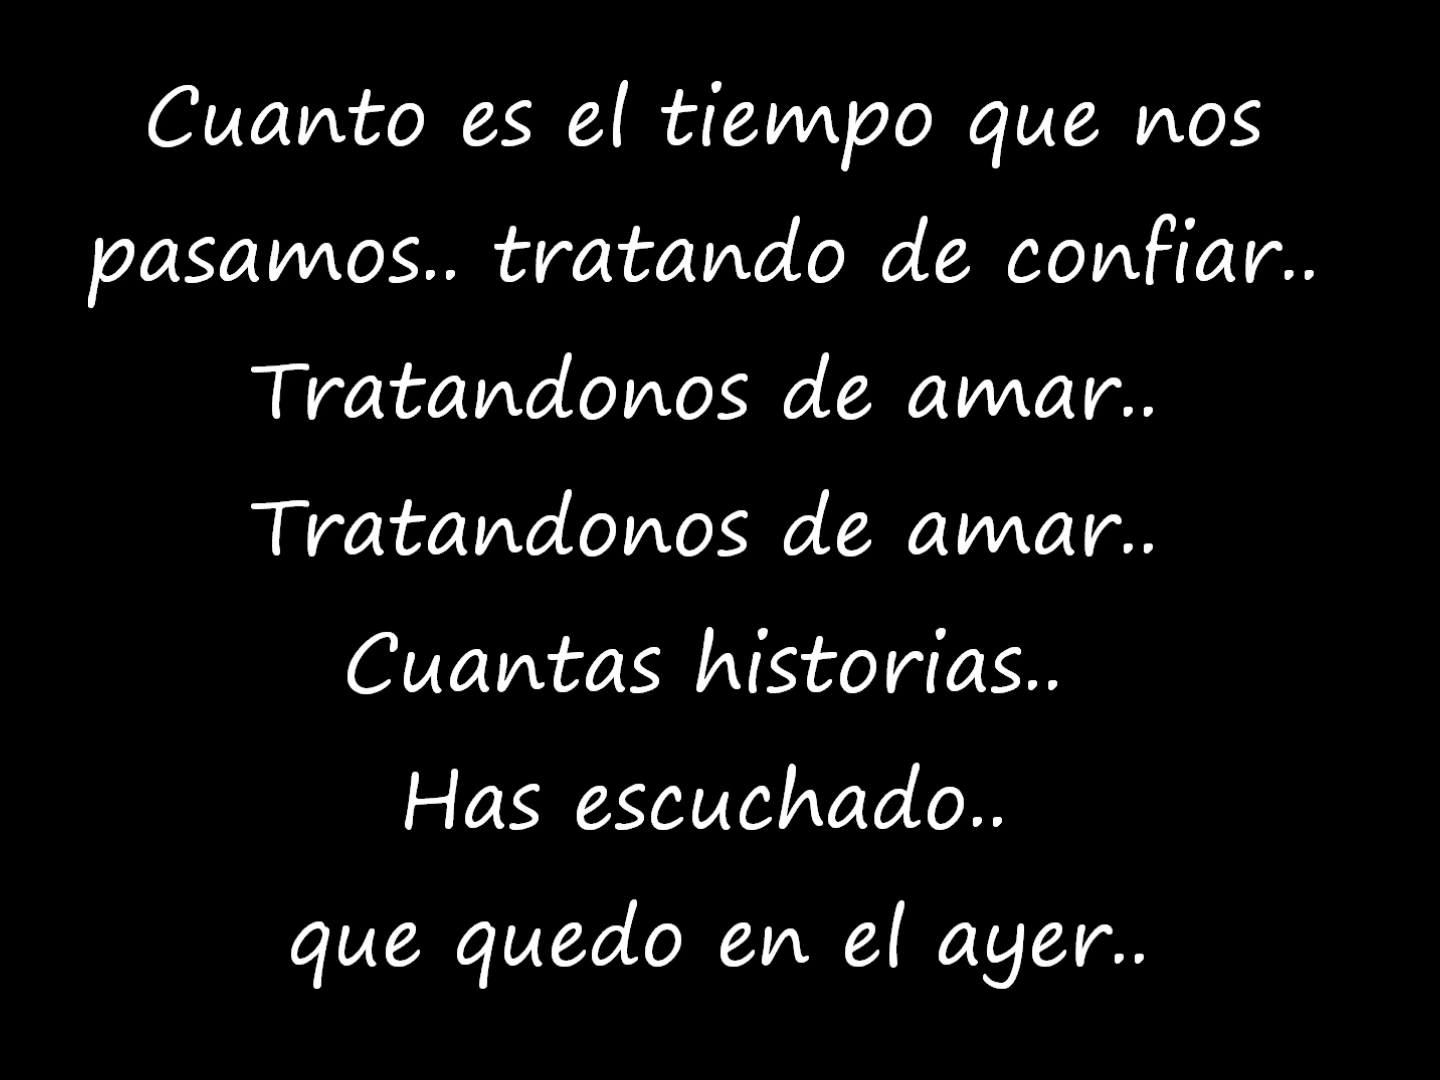 Cuanto es el tiempo que nos
pasamos.. tratando de confiar..
Tratandonos de amar..
Tratandonos de amar..
Cuantas historias..
Has escuchado..
que quedo en el ayer..